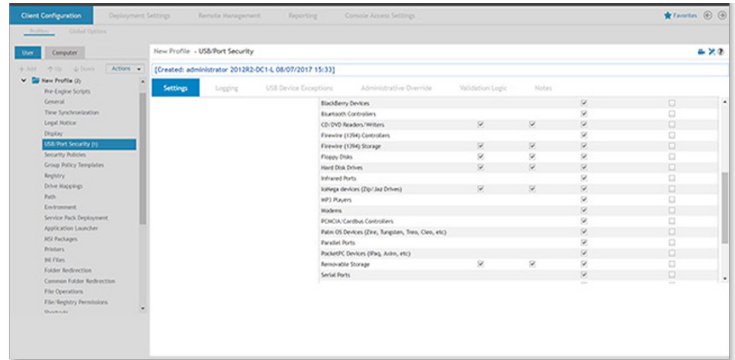 Client Configuration Deployment Settings Remote Management Reporting Console Access Settings Favorites
Profiles Global Options
User Computer
Add Up Down Actions
New Profile (2)
Pre-Engine Scripts
General
Time Synchronization
Legal Notice
Display
USB/Port Security (1)
Security Policies
Group Policy Templates
Registry
Drive Mappings
Path
Environment
Service Pack Deployment
Application Launcher
MSI Packages
Printers
INI Files
Folder Redirection
Common Folder Redirection
File Operations
File/Registry Permissions
Shortcuts
New Profile - USB/Port Security
[Created: administrator 2012R2-DC1-L 08/07/2017 15:33]
Settings Logging USB Device Exceptions Administrative Override Validation Logic Notes
BlackBerry Devices
Bluetooth Controllers
CD/DVD Readers/Writers
Firewire (1394) Controllers
Firewire (1394) Storage
Floppy Disks
Hard Disk Drives
Infrared Ports
IoMega devices (Zip/Jaz Drives)
MP3 Players
Modems
PCMCIA/Cardbus Controllers
Palm OS Devices (Zire, Tungsten, Treo, Cleo, etc)
Parallel Ports
PocketPC Devices (iPaq, Axim, etc)
Removable Storage
Serial Ports